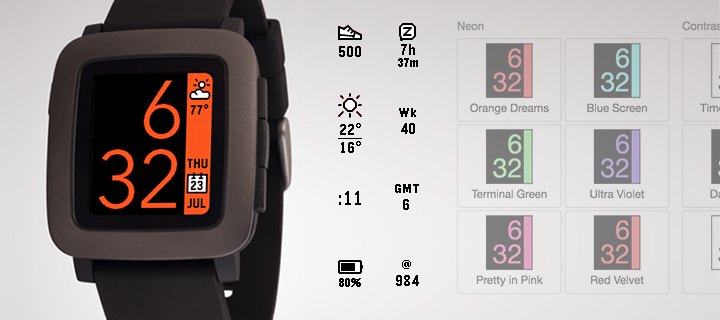 6
32
77°
THU
23
JUL
500
Z
7h
37m
22°
16°
Wk
40
:11
GMT
6
80%
@
984
Neon
Contras
6
32
Orange Dreams
6
32
Blue Screen
Time
6
32
Terminal Green
6
32
Ultra Violet
Da
6
32
Pretty in Pink
6
32
Red Velvet